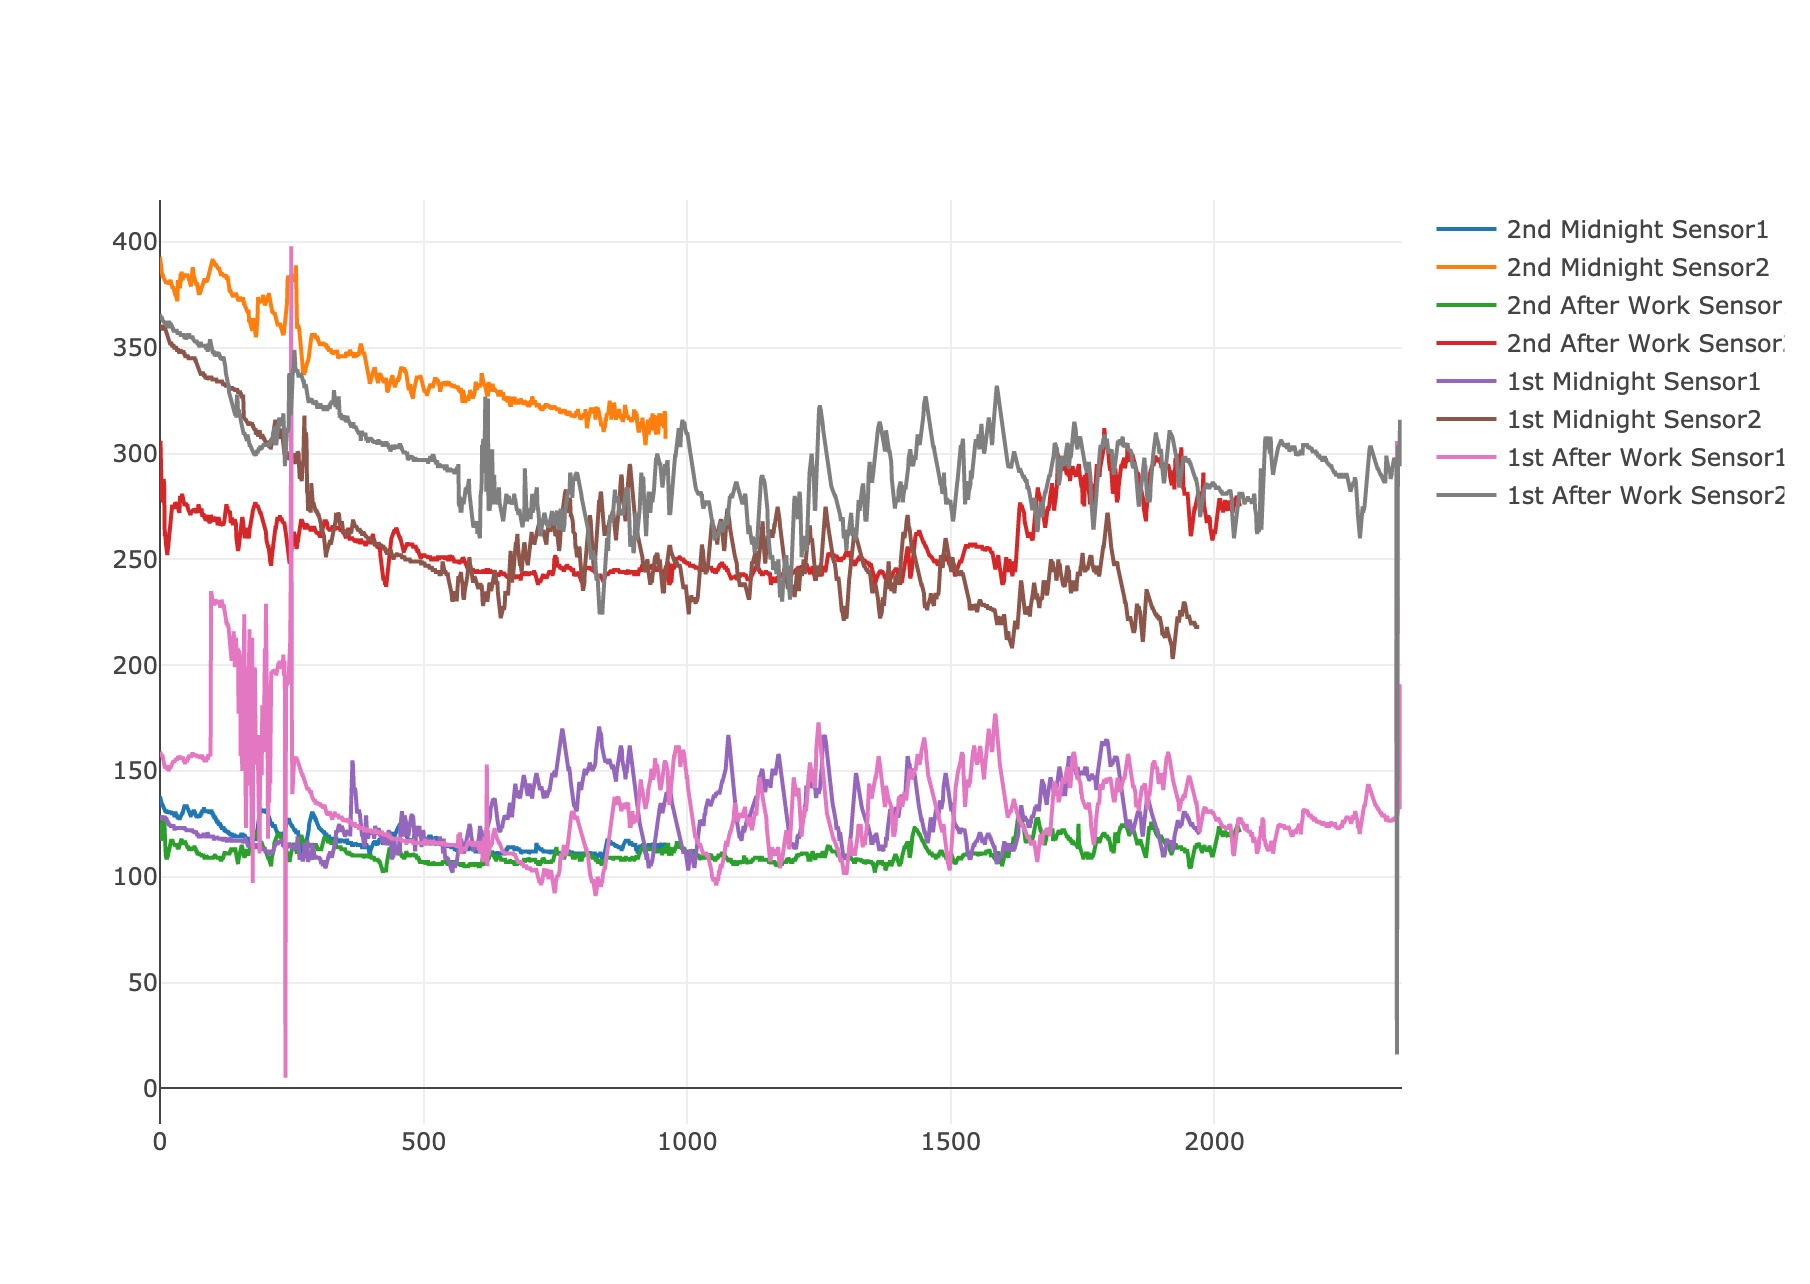 400
350
300
250
200
150
100
50
0
0 500 1000 1500 2000
2nd Midnight Sensor1
2nd Midnight Sensor2
2nd After Work Sensor
2nd After Work Sensor
1st Midnight Sensor1
1st Midnight Sensor2
1st After Work Sensor1
1st After Work Sensor2